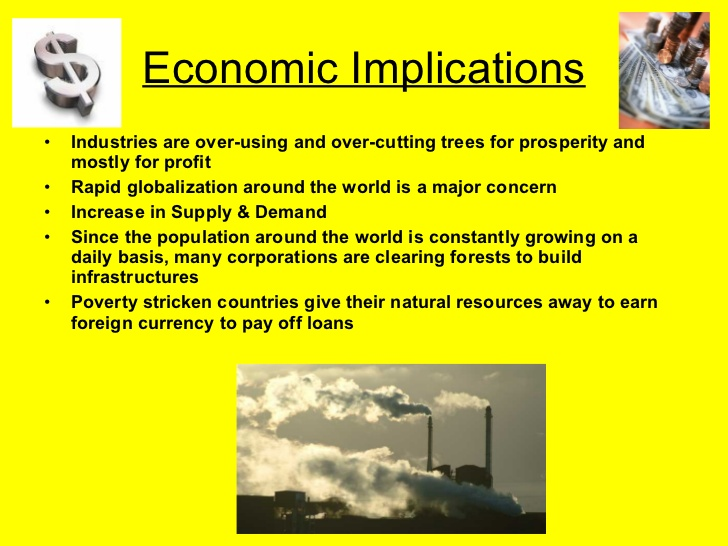 Economic Implications
• Industries are over-using and over-cutting trees for prosperity and
mostly for profit
• Rapid globalization around the world is a major concern
• Increase in Supply & Demand
• Since the population around the world is constantly growing on a
daily basis, many corporations are clearing forests to build
infrastructures
• Poverty stricken countries give their natural resources away to earn
foreign currency to pay off loans